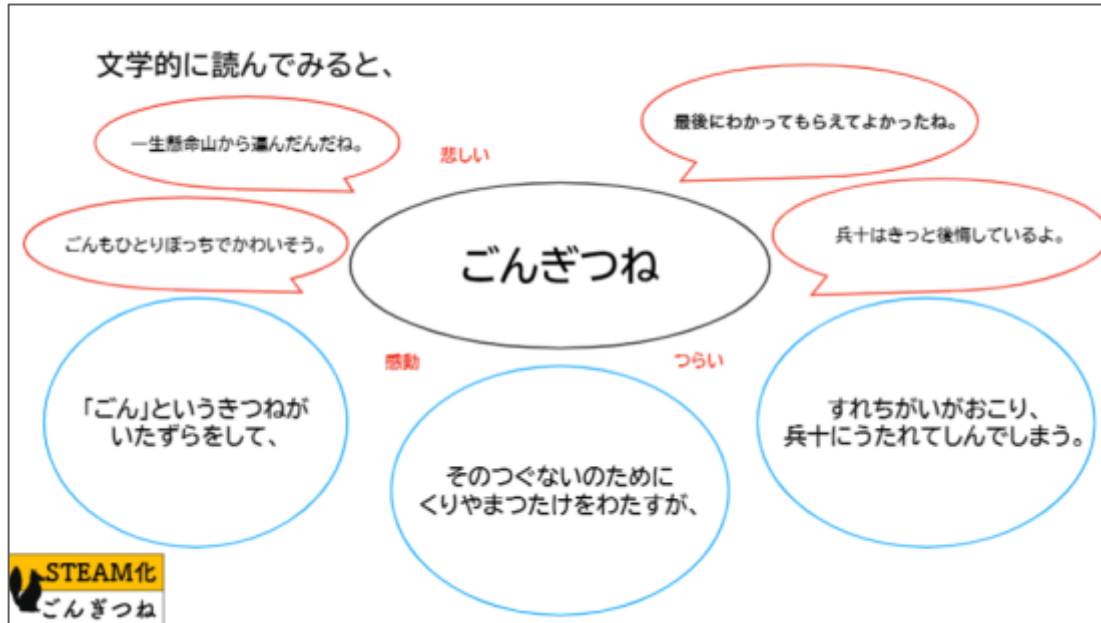 文学的に読んでみると、
一生懸命山から運んだんだね。
悲しい
最後にわかってもらえてよかったね。
ごんもひとりぼっちでかわいそう。
ごんぎつね
兵十はきっと後悔しているよ。
感動
つらい
「ごん」というきつねが
いたずらをして、
そのつぐないのために
くりやまつたけをわたすが、
すれちがいがおこり、
兵十にうたれてしんでしまう。
STEAM化
ごんぎつね